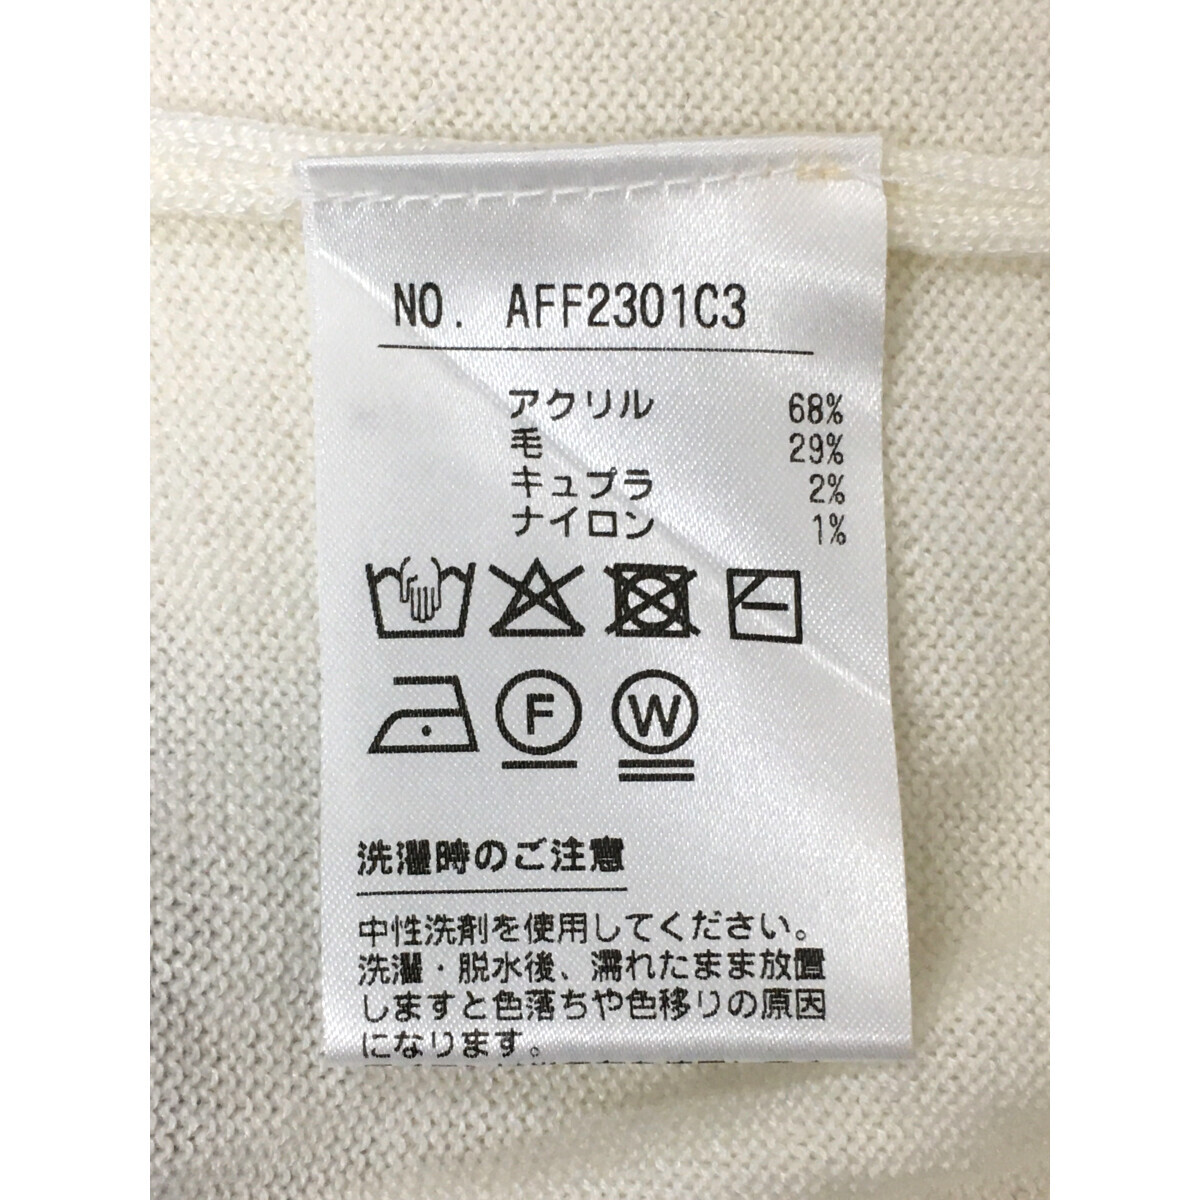 NO. AFF2301C3
アクリル 68%
毛 29%
キュプラ 2%
ナイロン 1%
F W
洗濯時のご注意
中性洗剤を使用してください。
洗濯・脱水後、濡れたまま放置
しますと色落ちや色移りの原因
になります。